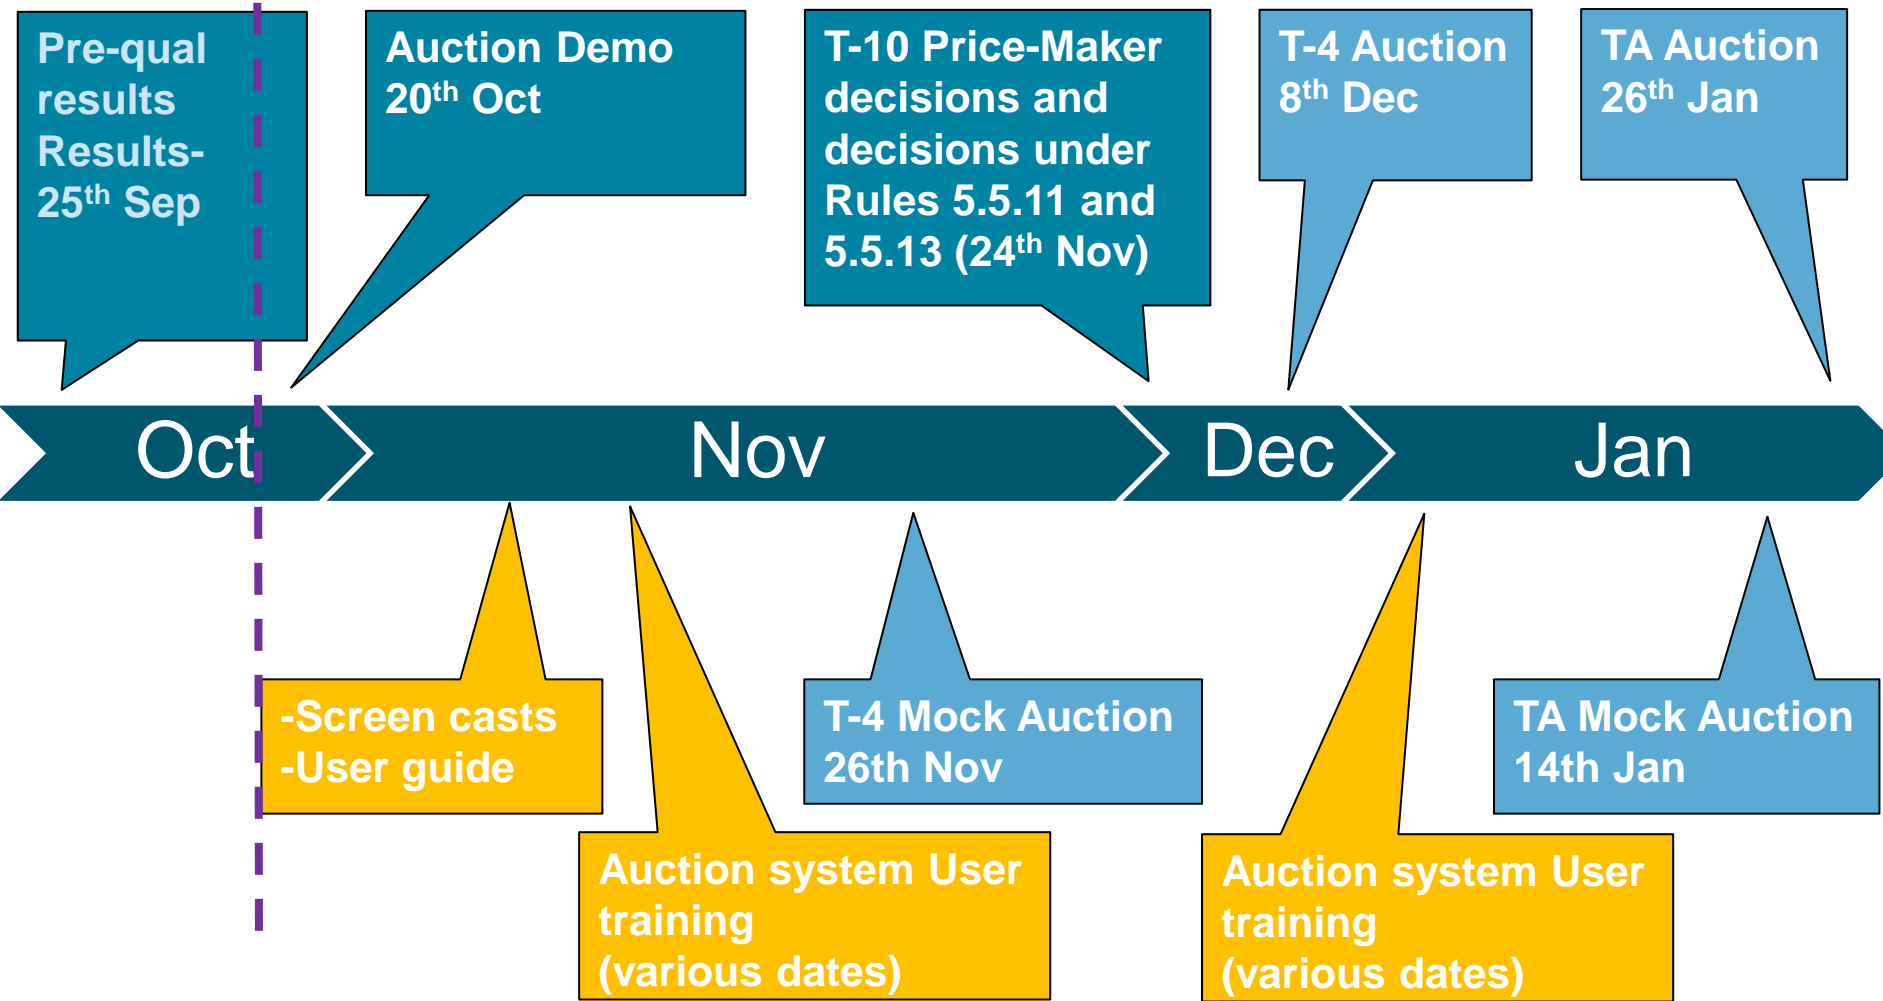 Pre-qual
results
Results-
25th Sep
Auction Demo
20th Oct
T-10 Price-Maker
decisions and
decisions under
Rules 5.5.11 and
5.5.13 (24th Nov)
T-4 Auction
8th Dec
TA Auction
26th Jan
Oct
Nov
Dec
Jan
-Screen casts
-User guide
Auction system User
training
(various dates)
T-4 Mock Auction
26th Nov
Auction system User
training
(various dates)
TA Mock Auction
14th Jan